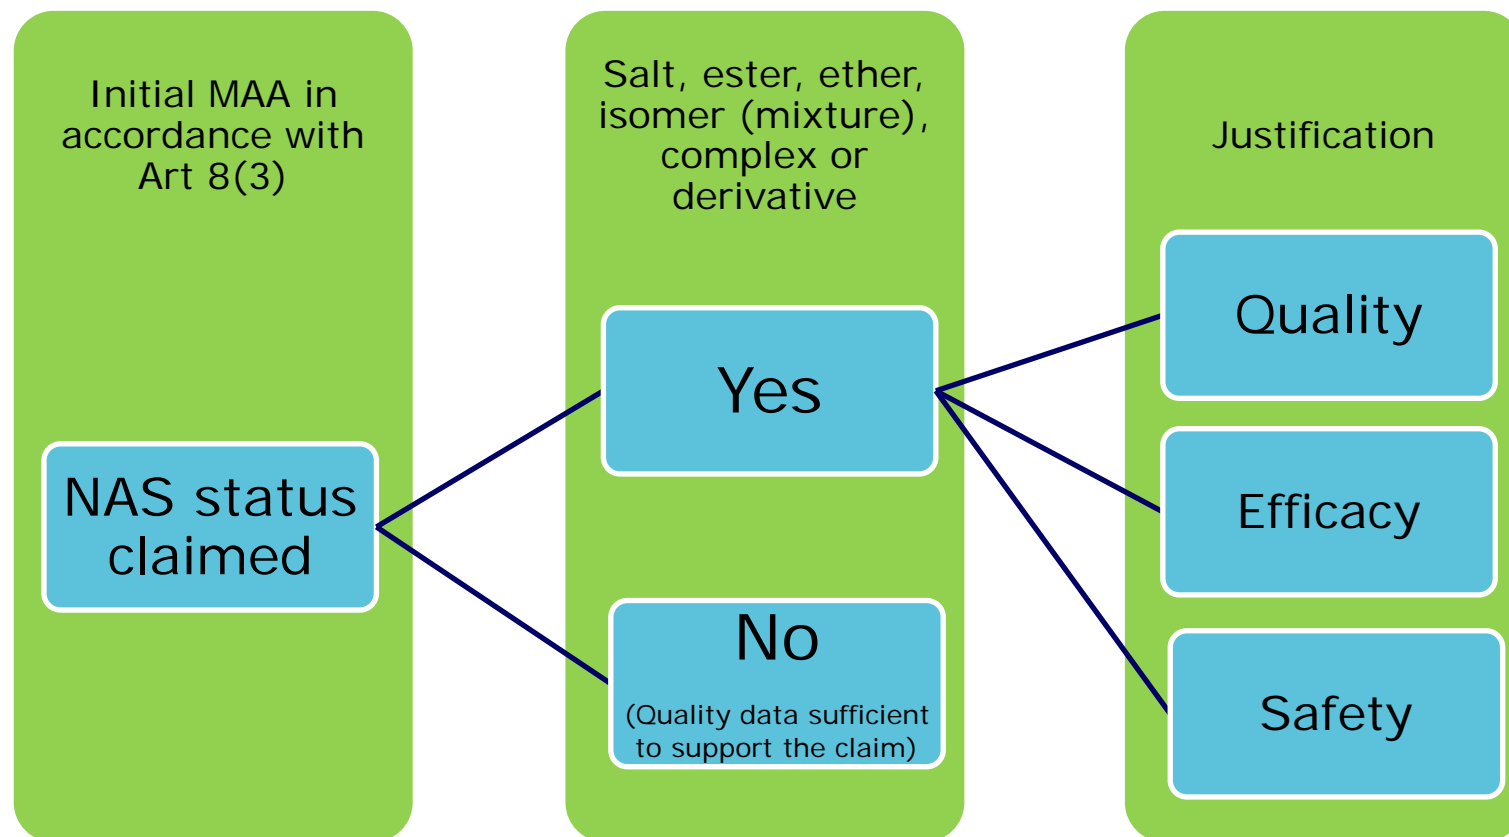 Initial MAA in
accordance with
Art 8(3)
NAS status
claimed
Salt, ester, ether,
isomer (mixture),
complex or
derivative
Yes
No
(Quality data sufficient
to support the claim)
Justification
Quality
Efficacy
Safety